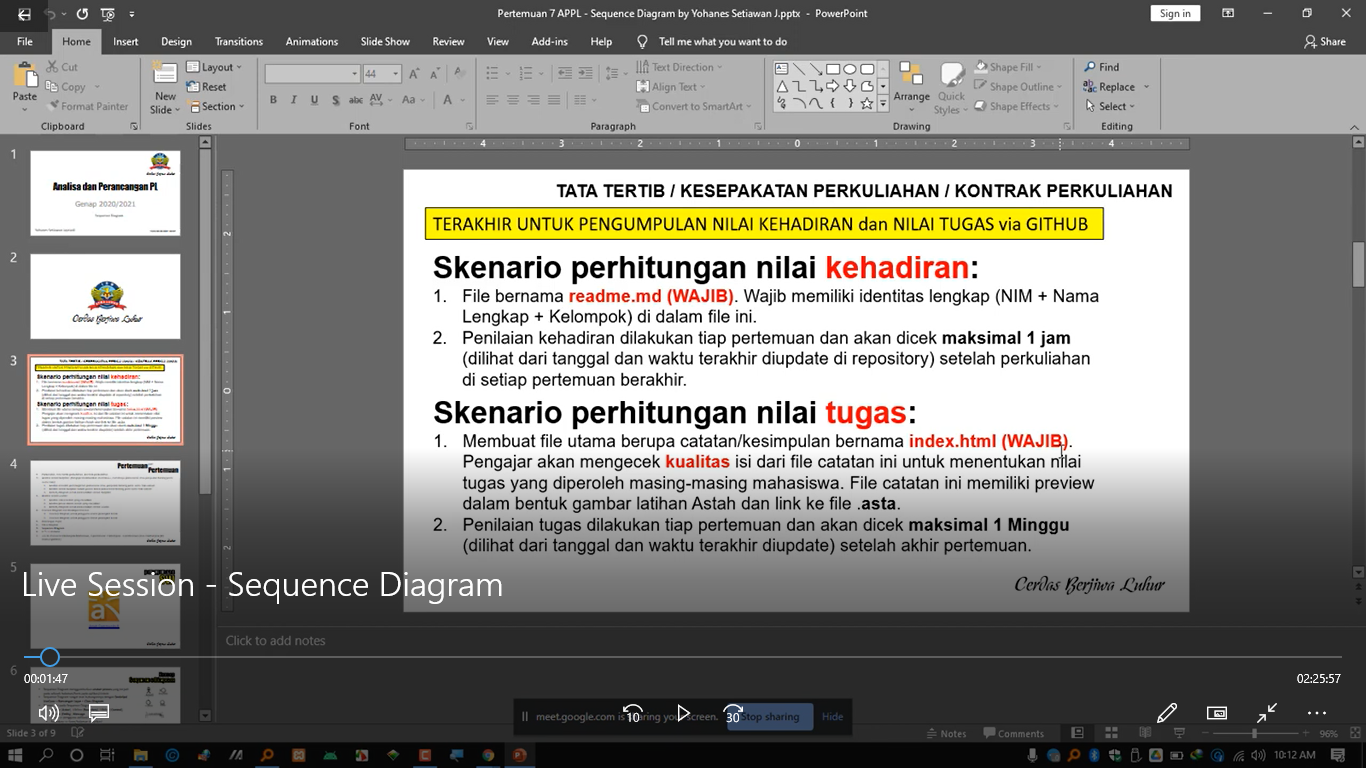 Pertemuan 7 APPL - Sequence Diagram by Yohanes Setiawan J.pptx - PowerPoint
Sign in
File Home Insert Design Transitions Animations Slide Show Review View Add-ins Help Tell me what you want to do Share
Paste
Cut
Copy
Format Painter
Clipboard
New
Slide
Layout
Reset
Section
Slides
44
B I U S abc AV Aa A
Font
Text Direction
Align Text
Convert to SmartArt
Paragraph
Arrange
Quick
Styles
Shape Fill
Shape Outline
Shape Effects
Drawing
Find
Replace
Select
Editing
4 3 2 1 0 1 2 3 4
1
Analisa dan Perancangan PL
Genap 2020/2021
2
Cerdas Berjiwa Luhur
3
4
5
6
TATA TERTIB / KESEPAKATAN PERKULIAHAN / KONTRAK PERKULIAHAN
TERAKHIR UNTUK PENGUMPULAN NILAI KEHADIRAN dan NILAI TUGAS via GITHUB
Skenario perhitungan nilai kehadiran:
1. File bernama readme.md (WAJIB). Wajib memiliki identitas lengkap (NIM + Nama
Lengkap + Kelompok) di dalam file ini.
2. Penilaian kehadiran dilakukan tiap pertemuan dan akan dicek maksimal 1 jam
(dilihat dari tanggal dan waktu terakhir diupdate di repository) setelah perkuliahan
di setiap pertemuan berakhir.
Skenario perhitungan nilai tugas:
1. Membuat file utama berupa catatan/kesimpulan bernama index.html (WAJIB).
Pengajar akan mengecek kualitas isi dari file catatan ini untuk menentukan nilai
tugas yang diperoleh masing-masing mahasiswa. File catatan ini memiliki preview
dalam bentuk gambar latihan Astah dan link ke file .asta.
2. Penilaian tugas dilakukan tiap pertemuan dan akan dicek maksimal 1 Minggu
(dilihat dari tanggal dan waktu terakhir diupdate) setelah akhir pertemuan.
Cerdas Berjiwa Luhur
Live Session - Sequence Diagram
Click to add notes
00:01:47
02:25:57
10
30
meet.google.com is sharing your screen.
Stop sharing
Hide
Slide 3 of 9
Notes
Comments
96%
10:12 AM